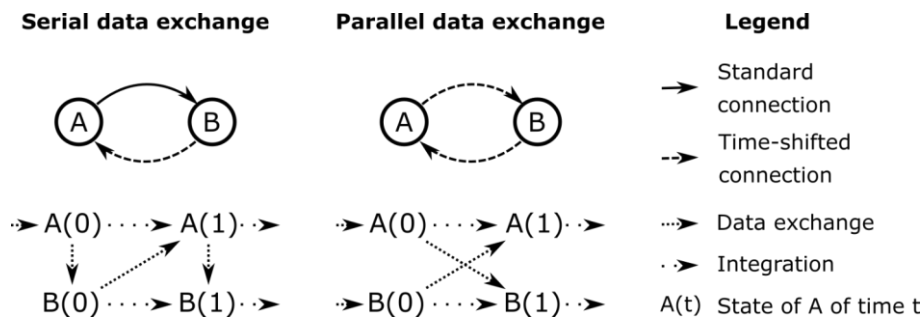 Serial data exchange
Parallel data exchange
Legend
A
B
A
B
Standard
connection
Time-shifted
connection
A(0)
A(1)
B(0)
B(1)
A(0)
A(1)
B(0)
B(1)
Data exchange
Integration
A(t) State of A of time t